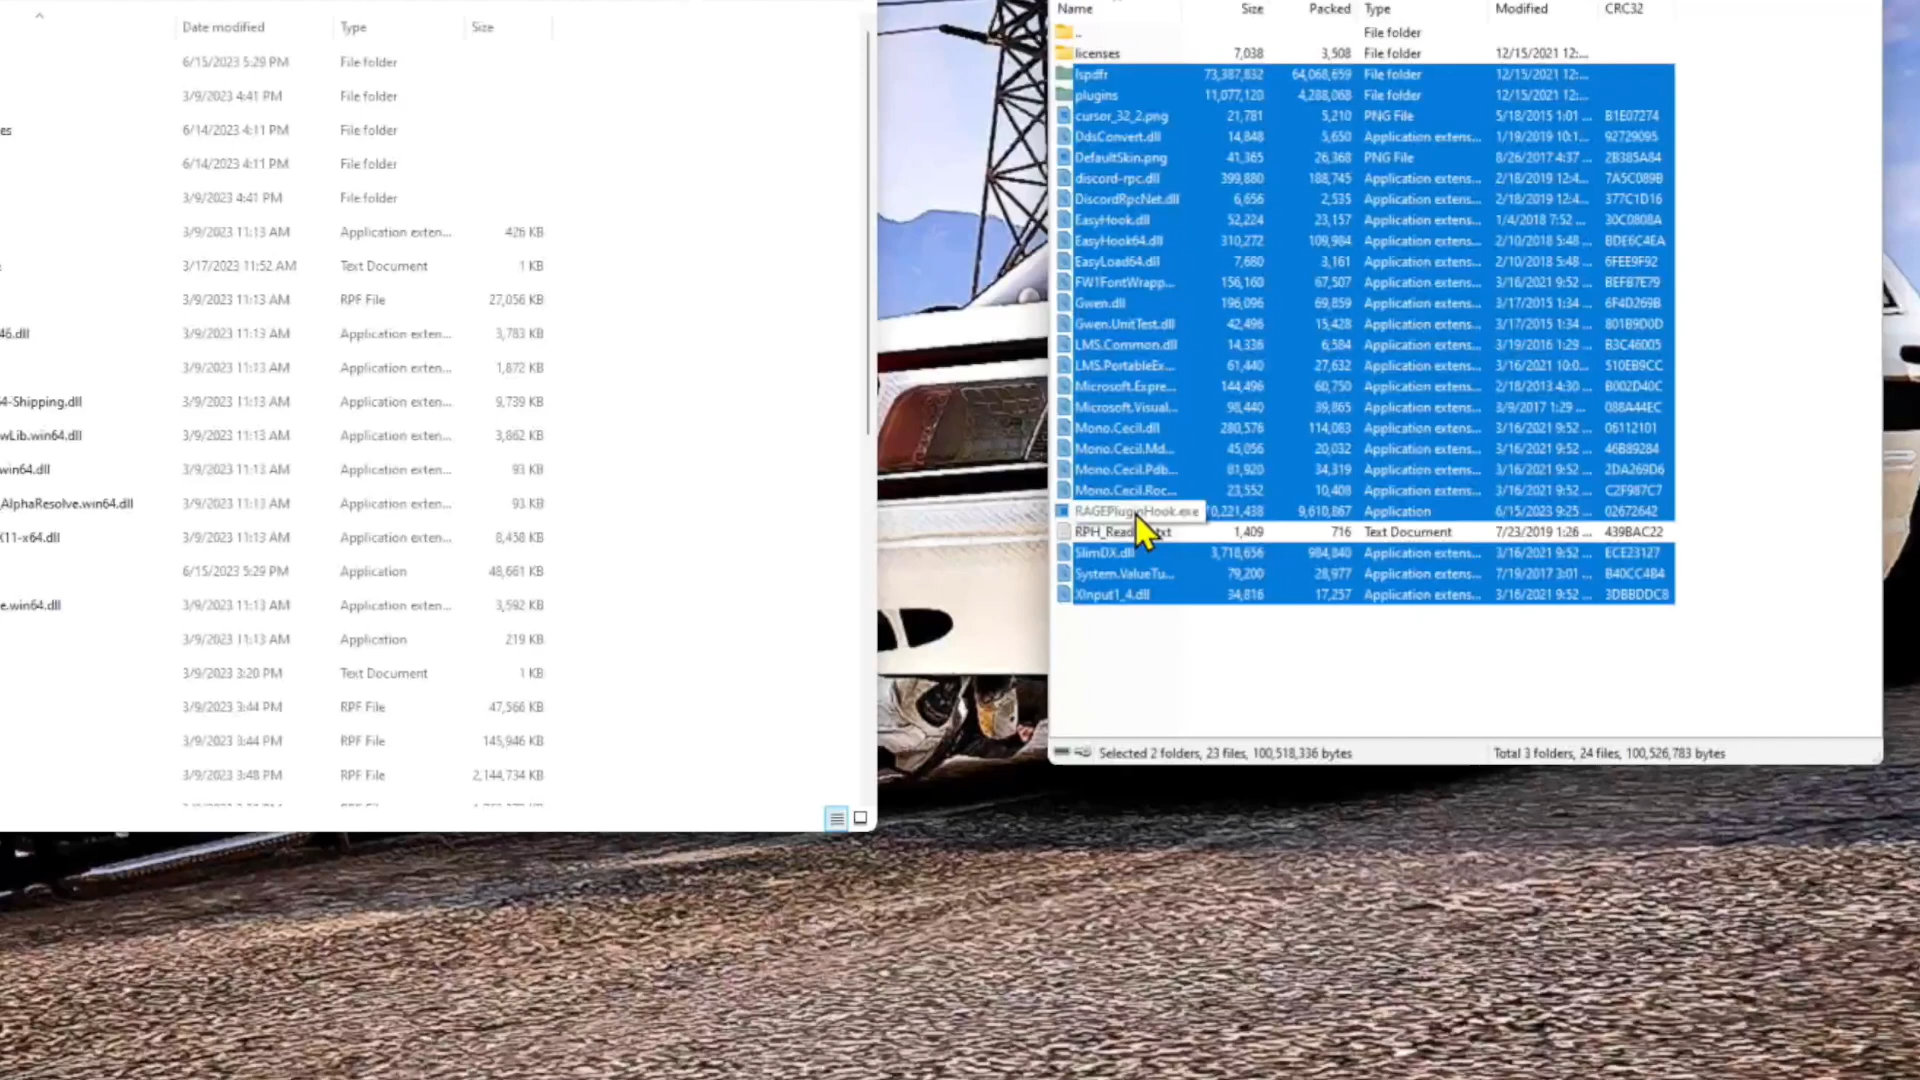 Date modified Type Size
6/15/2023 5:29 PM File folder
3/9/2023 4:41 PM File folder
es 6/14/2023 4:11 PM File folder
6/14/2023 4:11 PM File folder
3/9/2023 4:41 PM File folder
3/9/2023 11:13 AM Application exten... 426 KB
3/17/2023 11:52 AM Text Document 1 KB
3/9/2023 11:13 AM RPF File 27,056 KB
46.dll 3/9/2023 11:13 AM Application exten... 3,783 KB
3/9/2023 11:13 AM Application exten... 1,872 KB
4-Shipping.dll 3/9/2023 11:13 AM Application exten... 9,739 KB
wLib.win64.dll 3/9/2023 11:13 AM Application exten... 3,862 KB
win64.dll 3/9/2023 11:13 AM Application exten... 93 KB
_AlphaResolve.win64.dll 3/9/2023 11:13 AM Application exten... 93 KB
X11-x64.dll 3/9/2023 11:13 AM Application exten... 8,458 KB
6/15/2023 5:29 PM Application 48,661 KB
e.win64.dll 3/9/2023 11:13 AM Application exten... 3,592 KB
3/9/2023 11:13 AM Application 219 KB
3/9/2023 3:20 PM Text Document 1 KB
3/9/2023 3:44 PM RPF File 47,566 KB
3/9/2023 3:44 PM RPF File 145,946 KB
3/9/2023 3:48 PM RPF File 2,144,734 KB
Name Size Packed Type Modified CRC32
.. File folder
licenses 7,038 3,508 File folder 12/15/2021 12:...
lspdfr 73,387,832 64,068,659 File folder 12/15/2021 12:...
plugins 11,077,120 4,288,068 File folder 12/15/2021 12:...
cursor_32_2.png 21,781 5,210 PNG File 5/18/2015 1:01 ... B1E07274
DdsConvert.dll 14,848 5,650 Application extens... 1/19/2019 10:1... 92729095
DefaultSkin.png 41,365 26,368 PNG File 8/26/2017 4:37 ... 2B385A84
discord-rpc.dll 399,880 188,745 Application extens... 2/18/2019 12:4... 7A5C089B
DiscordRpcNet.dll 6,656 2,535 Application extens... 2/18/2019 12:4... 377C1D16
EasyHook.dll 52,224 23,157 Application extens... 1/4/2018 7:52 ... 30C0808A
EasyHook64.dll 310,272 109,984 Application extens... 2/10/2018 5:48 ... BDE6C4EA
EasyLoad64.dll 7,680 3,161 Application extens... 2/10/2018 5:48 ... 6FEE9F92
FW1FontWrapp... 156,160 67,507 Application extens... 3/16/2021 9:52 ... BEFB7E79
Gwen.dll 196,096 69,859 Application extens... 3/17/2015 1:34 ... 6F4D269B
Gwen.UnitTest.dll 42,496 15,428 Application extens... 3/17/2015 1:34 ... 801B9D0D
LMS.Common.dll 14,336 6,584 Application extens... 3/19/2016 1:29 ... B3C46005
LMS.PortableEx... 61,440 27,632 Application extens... 3/16/2021 10:0... 510EB9CC
Microsoft.Expre... 144,496 60,750 Application extens... 2/18/2013 4:30 ... B002D40C
Microsoft.Visual... 98,440 39,865 Application extens... 3/9/2017 1:29 ... 088A44EC
Mono.Cecil.dll 280,576 114,083 Application extens... 3/16/2021 9:52 ... 06112101
Mono.Cecil.Md... 45,056 20,032 Application extens... 3/16/2021 9:52 ... 46B89284
Mono.Cecil.Pdb... 81,920 34,319 Application extens... 3/16/2021 9:52 ... 2DA269D6
Mono.Cecil.Roc... 23,552 10,408 Application extens... 3/16/2021 9:52 ... C2F987C7
RAGEPluginHook.exe 0,221,438 9,610,867 Application 6/15/2023 9:25 ... 02672642
1,409 716 Text Document 7/23/2019 1:26 ... 439BAC22
SlimDX.dll 3,718,656 984,840 Application extens... 3/16/2021 9:52 ... ECE23127
System.ValueTu... 79,200 28,977 Application extens... 7/19/2017 3:01 ... B40CC4B4
XInput1_4.dll 34,816 17,257 Application extens... 3/16/2021 9:52 ... 3DBBDDC8
Selected 2 folders, 23 files, 100,518,336 bytes Total 3 folders, 24 files, 100,526,783 bytes